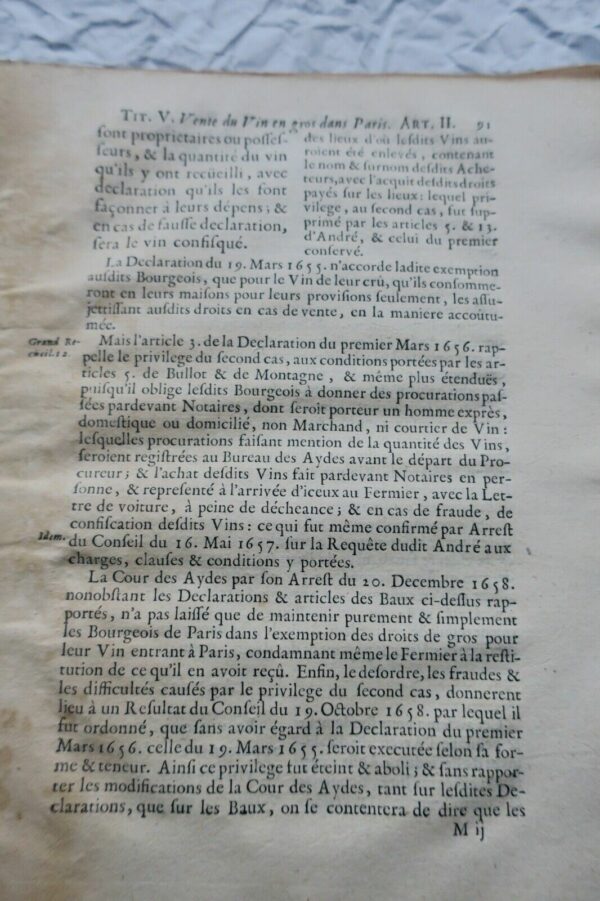 TIT. V. Vente du Vin en gros dans Paris. ART. II. 91
ſont proprietaires ou poſſeſ-
ſeurs, & la quantité du vin
qu'ils y ont recüeilli, avec
declaration qu'ils les font
façonner à leurs dépens; &
en cas de fauſſe declaration,
ſera le vin confiſqué.
des lieux d'où leſdits Vins au-
roient été enlevés, contenant
le nom & ſurnom deſdits Ache-
teurs, avec l'acquit deſdits droits
payés ſur les lieux: lequel pri-
vilege, au ſecond cas, fut ſup-
primé par les articles 5. & 13.
d'André, & celui du premier
conſervé.
La Declaration du 19. Mars 1655. n'accorde ladite exemption
auſdits Bourgeois, que pour le Vin de leur crû, qu'ils conſomme-
ront en leurs maiſons pour leurs proviſions ſeulement, les aſſu-
jettiſſant auſdits droits en cas de vente, en la maniere accoûtu-
mée.
Grand Re-
cueil. 12.
Mais l'article 3. de la Declaration du premier Mars 1656. rap-
pelle le privilege du ſecond cas, aux conditions portées par les ar-
ticles 5. de Bullot & de Montagne, & même plus étenduës,
puiſqu'il oblige leſdits Bourgeois à donner des procurations paſ-
ſées pardevant Notaires, dont ſeroit porteur un homme exprès,
domeſtique ou domicilié, non Marchand, ni courtier de Vin:
leſquelles procurations faiſant mention de la quantité des Vins,
ſeroient regiſtrées au Bureau des Aydes avant le départ du Pro-
cureur; & l'achat deſdits Vins fait pardevant Notaires en per-
ſonne, & repreſenté à l'arrivée d'iceux au Fermier, avec la Let-
tre de voiture, à peine de décheance; & en cas de fraude, de
confiſcation deſdits Vins: ce qui fut même confirmé par Arreſt
Idem.
du Conſeil du 16. Mai 1657. ſur la Requête dudit André aux
charges, clauſes & conditions y portées.
La Cour des Aydes par ſon Arreſt du 20. Decembre 1658.
nonobſtant les Declarations & articles des Baux ci-deſſus rap-
portés, n'a pas laiſſé que de maintenir purement & ſimplement
les Bourgeois de Paris dans l'exemption des droits de gros pour
leur Vin entrant à Paris, condamnant même le Fermier à la reſti-
tution de ce qu'il en avoit reçû. Enfin, le deſordre, les fraudes &
les difficultés cauſés par le privilege du ſecond cas, donnerent
lieu à un Reſultat du Conſeil du 19. Octobre 1658. par lequel il
fut ordonné, que ſans avoir égard à la Declaration du premier
Mars 1656. celle du 19. Mars 1655. ſeroit executée ſelon ſa for-
me & teneur. Ainſi ce privilege fut éteint & aboli; & ſans rappor-
ter les modifications de la Cour des Aydes, tant ſur leſdites De-
clarations, que ſur les Baux, on ſe contentera de dire que les
M ij